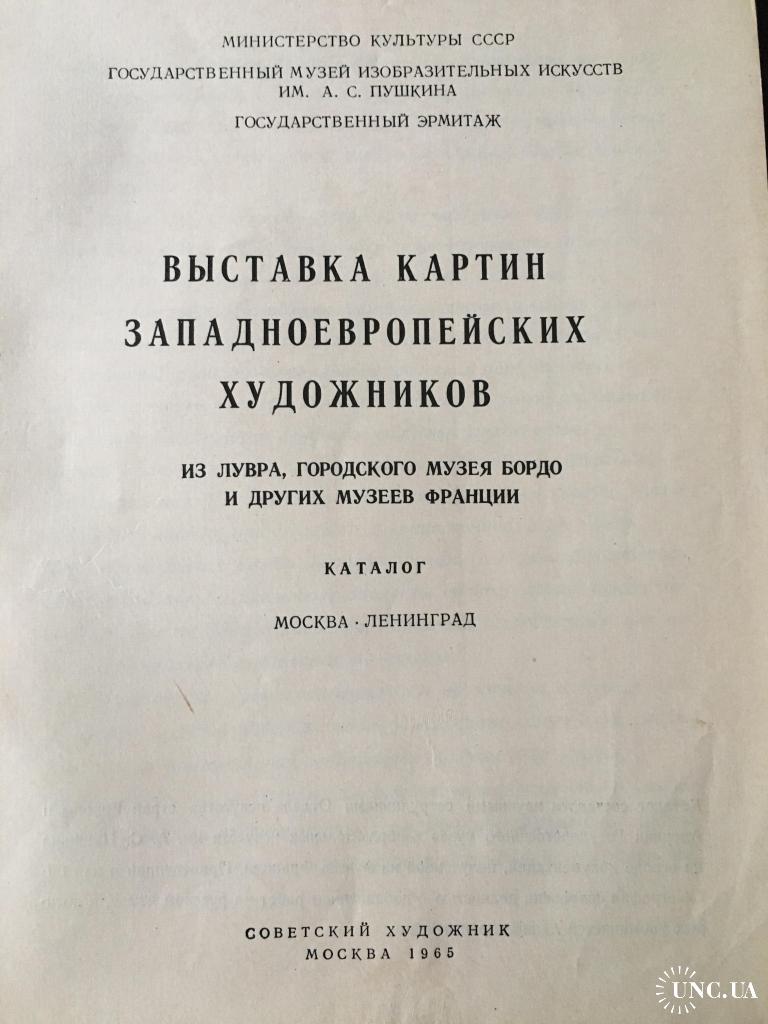 МИНИСТЕРСТВО КУЛЬТУРЫ СССР
ГОСУДАРСТВЕННЫЙ МУЗЕЙ ИЗОБРАЗИТЕЛЬНЫХ ИСКУССТВ
ИМ. А. С. ПУШКИНА
ГОСУДАРСТВЕННЫЙ ЭРМИТАЖ
ВЫСТАВКА КАРТИН
ЗАПАДНОЕВРОПЕЙСКИХ
ХУДОЖНИКОВ
ИЗ ЛУВРА, ГОРОДСКОГО МУЗЕЯ БОРДО
И ДРУГИХ МУЗЕЕВ ФРАНЦИИ
КАТАЛОГ
МОСКВА · ЛЕНИНГРАД
СОВЕТСКИЙ ХУДОЖНИК
МОСКВА 1965
UNC.UA